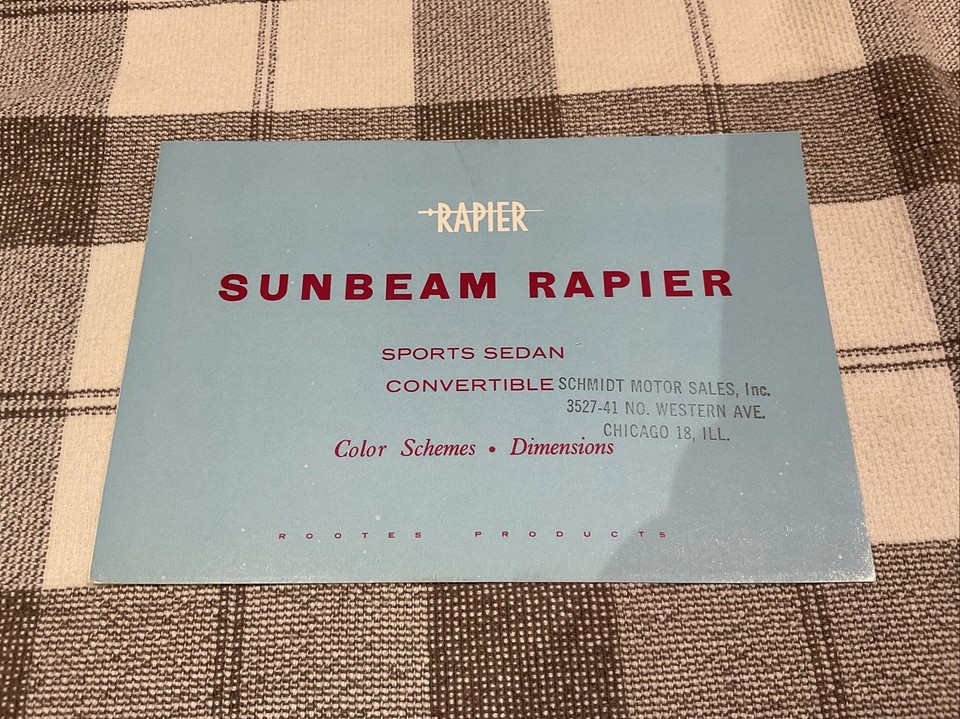 RAPIER
SUNBEAM RAPIER
SPORTS SEDAN
CONVERTIBLE
SCHMIDT MOTOR SALES, Inc.
3527-41 NO. WESTERN AVE.
CHICAGO 18, ILL.
Color Schemes • Dimensions
ROOTES PRODUCTS